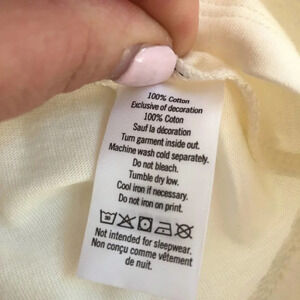 100% Cotton
Exclusive of decoration
100% Coton
Sauf la décoration
Turn garment inside out.
Machine wash cold separately.
Do not bleach.
Tumble dry low.
Cool iron if necessary.
Do not iron on print.
Not intended for sleepwear.
Non conçu comme vêtement
de nuit.